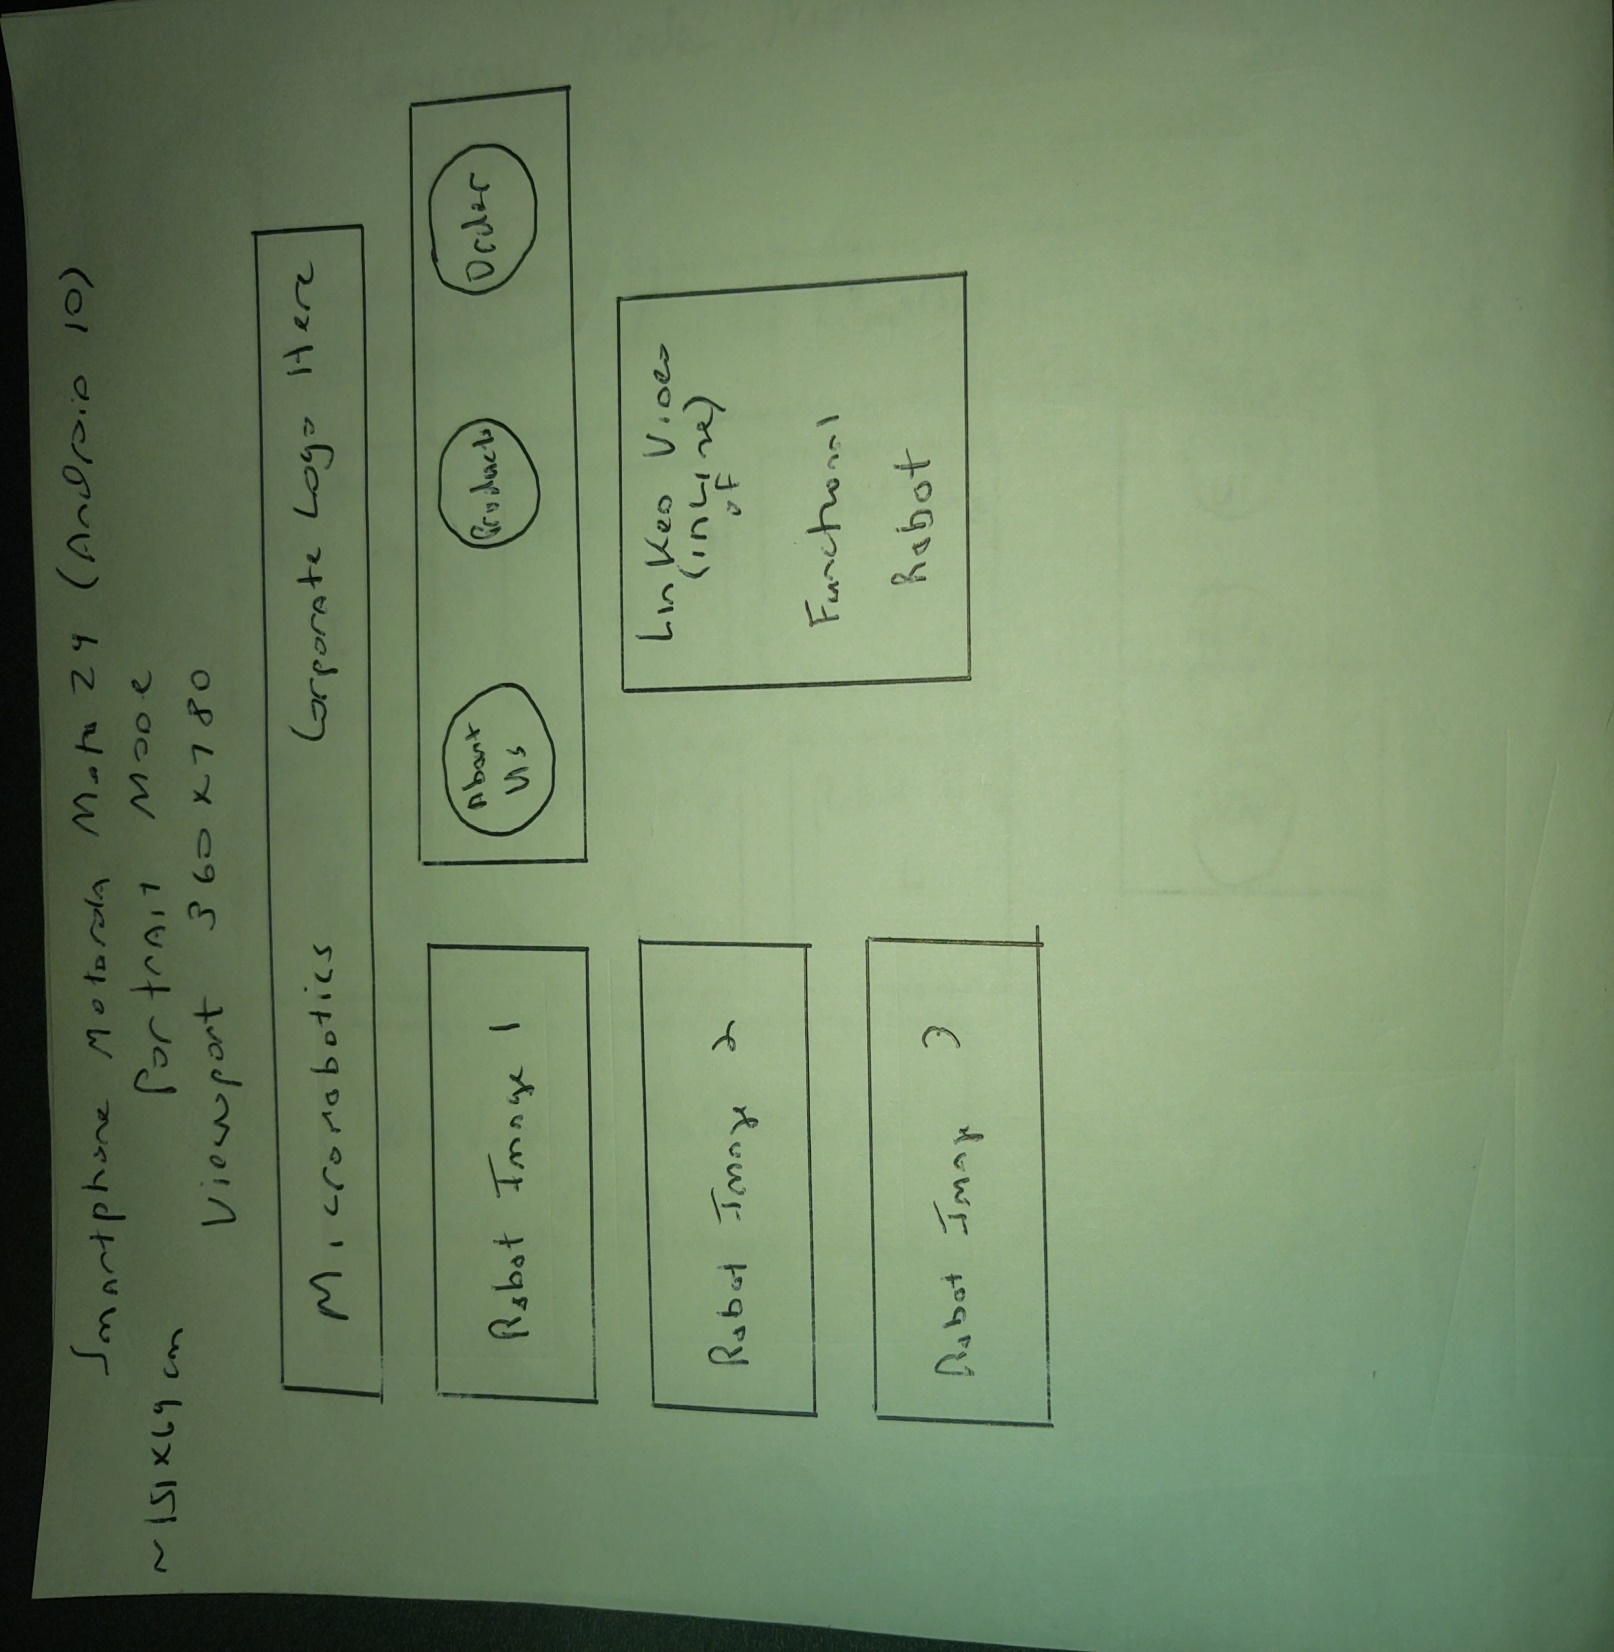 Smartphone Motorola Moto Z4 (Android 10)
~151x69 cm Portrait Mode
Viewport 360x780
Microrobotics Corporate Logo Here
About
Us
Products
Order
Robot Image 1
Linked Video
(inline)
of
Functional
Robot
Robot Image 2
Robot Image 3